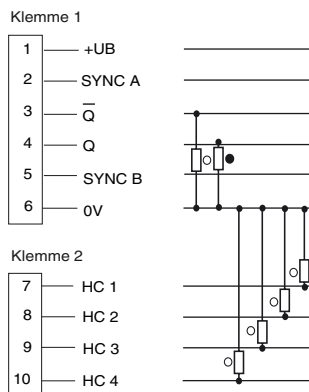 Klemme 1
1 +UB
2 SYNC A
3 Q̅
4 Q
5 SYNC B
6 0V
Klemme 2
7 HC 1
8 HC 2
9 HC 3
10 HC 4